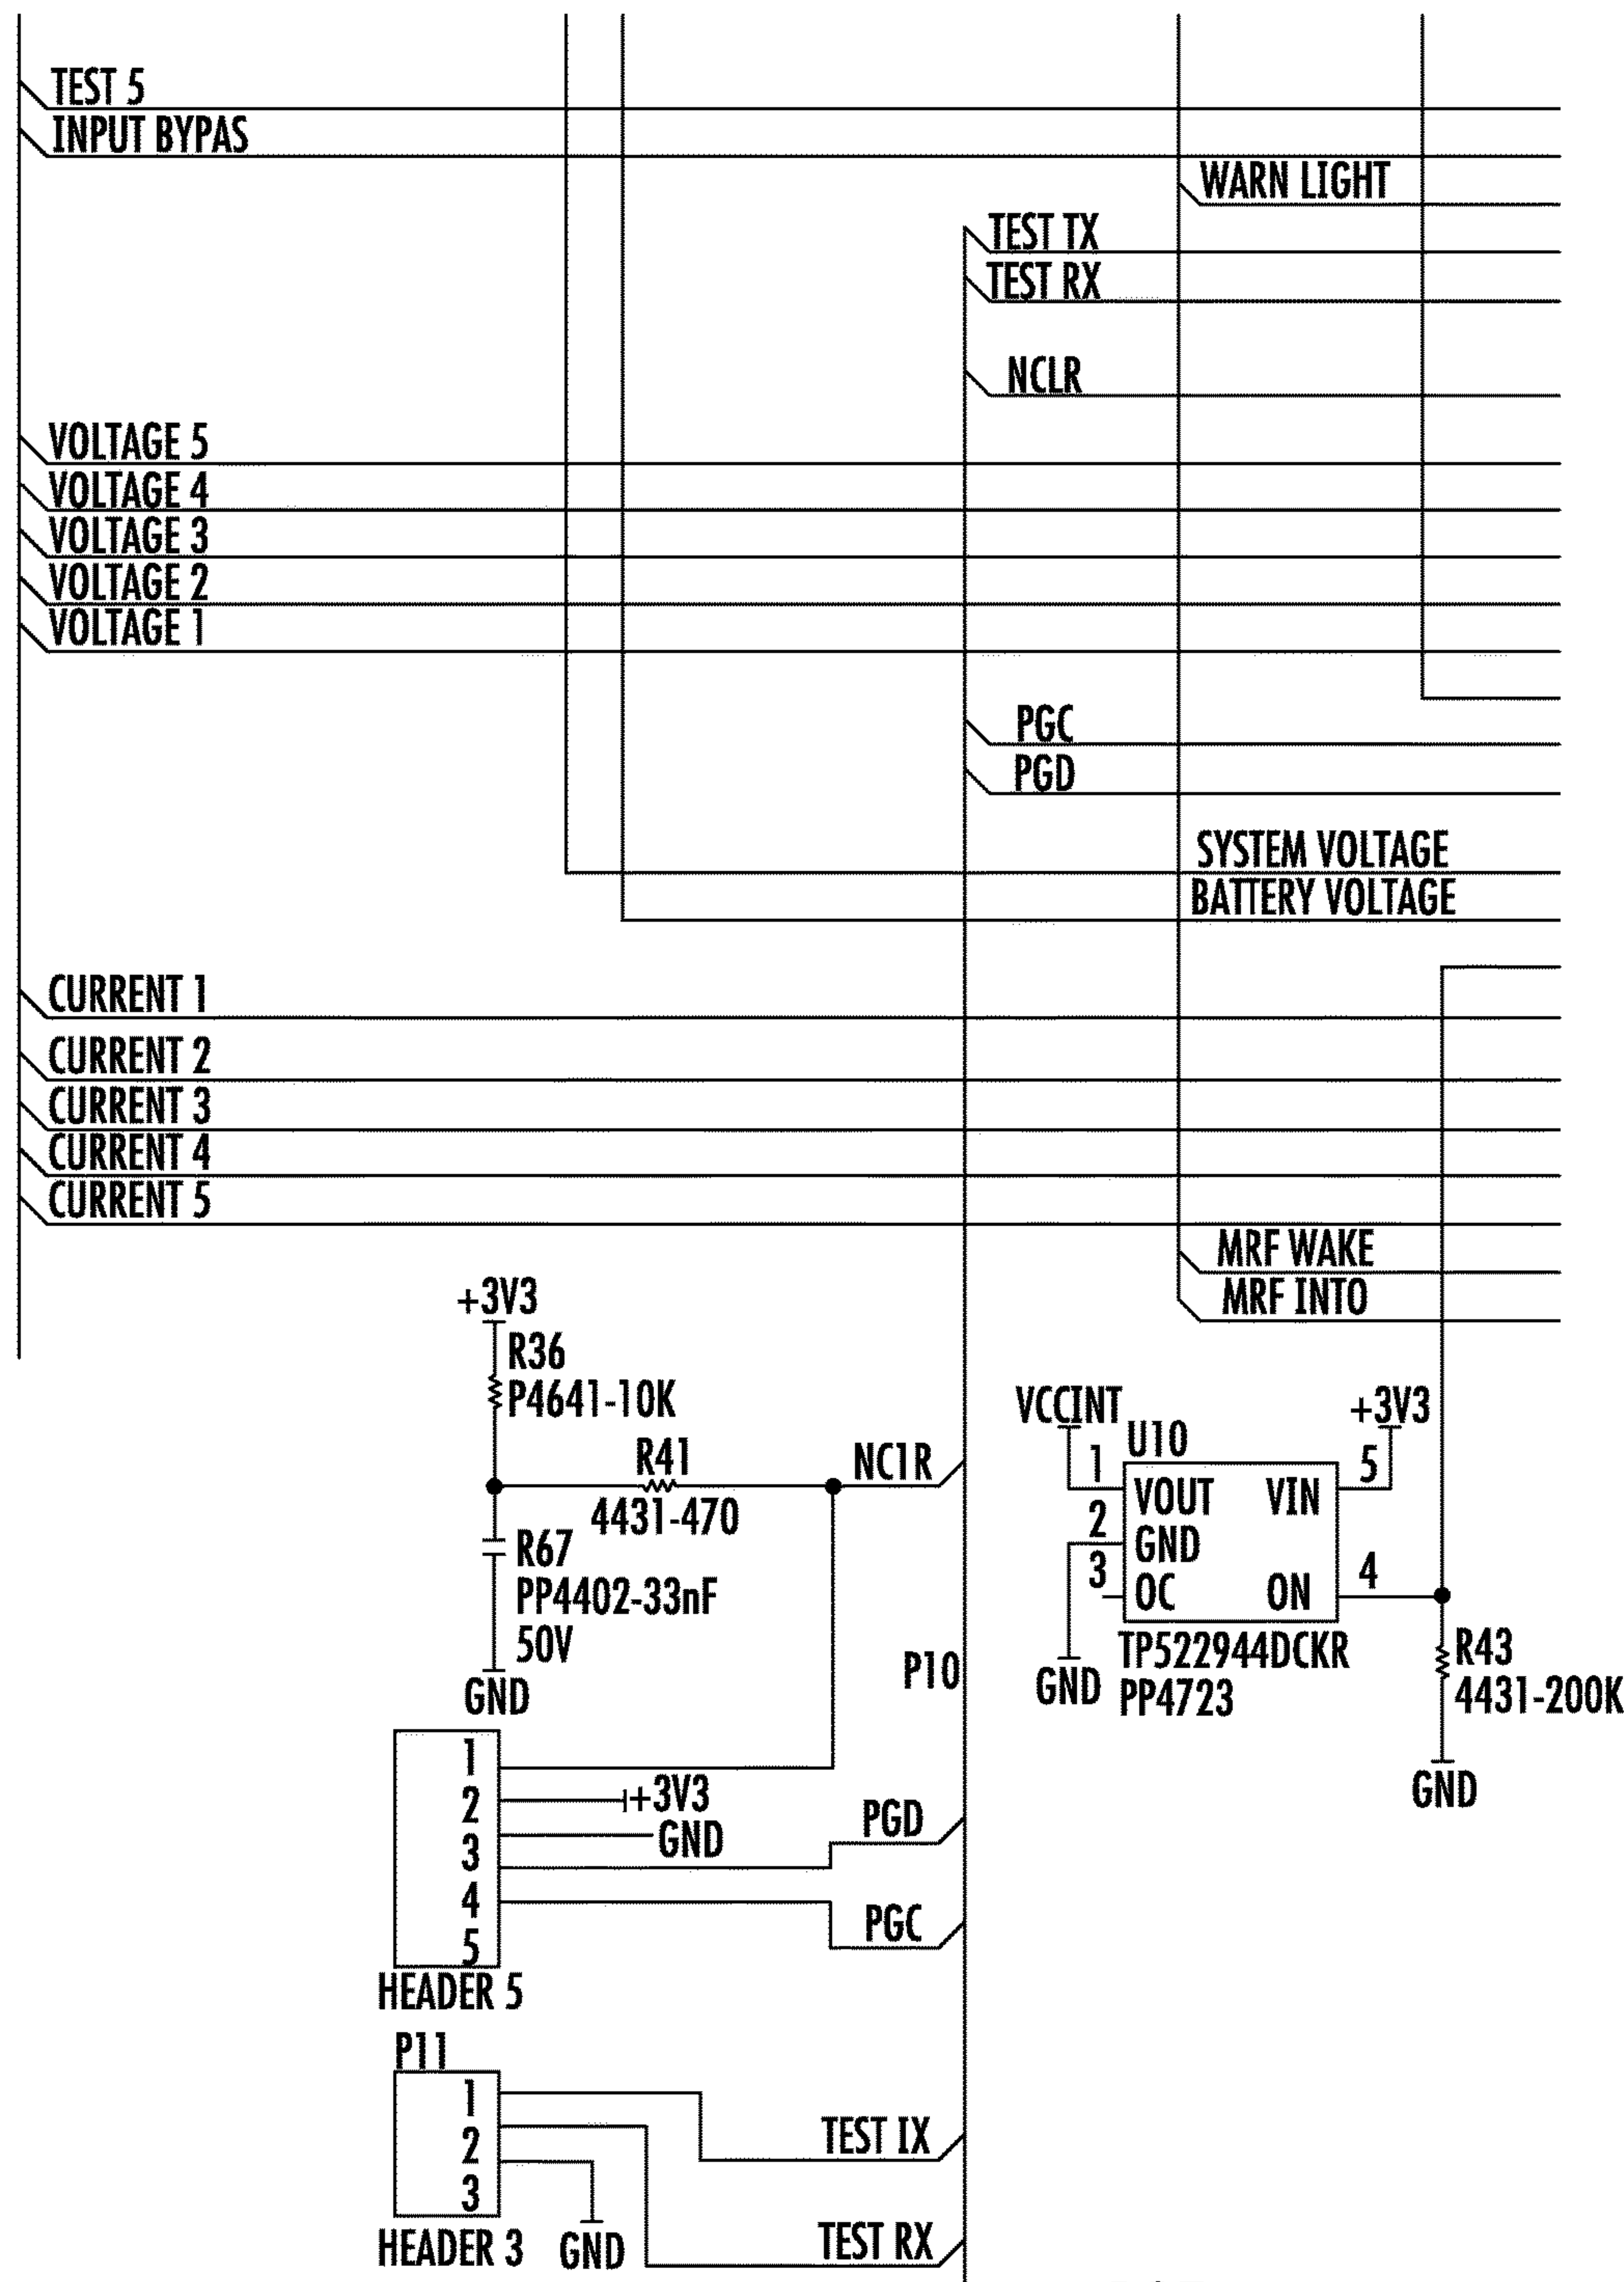 TEST 5
INPUT BYPAS
WARN LIGHT
TEST TX
TEST RX
NCLR
VOLTAGE 5
VOLTAGE 4
VOLTAGE 3
VOLTAGE 2
VOLTAGE 1
PGC
PGD
SYSTEM VOLTAGE
BATTERY VOLTAGE
CURRENT 1
CURRENT 2
CURRENT 3
CURRENT 4
CURRENT 5
MRF WAKE
MRF INTO
+3V3
R36
P4641-10K
R41
4431-470
NC1R
R67
PP4402-33nF
50V
GND
VCCINT
U10
+3V3
1
5
VOUT VIN
2
GND
3
4
OC ON
TP522944DCKR
PP4723
GND
R43
4431-200K
GND
P10
1
2
+3V3
GND
3
PGD
4
PGC
5
HEADER 5
P11
1
2
3
TEST IX
TEST RX
HEADER 3
GND